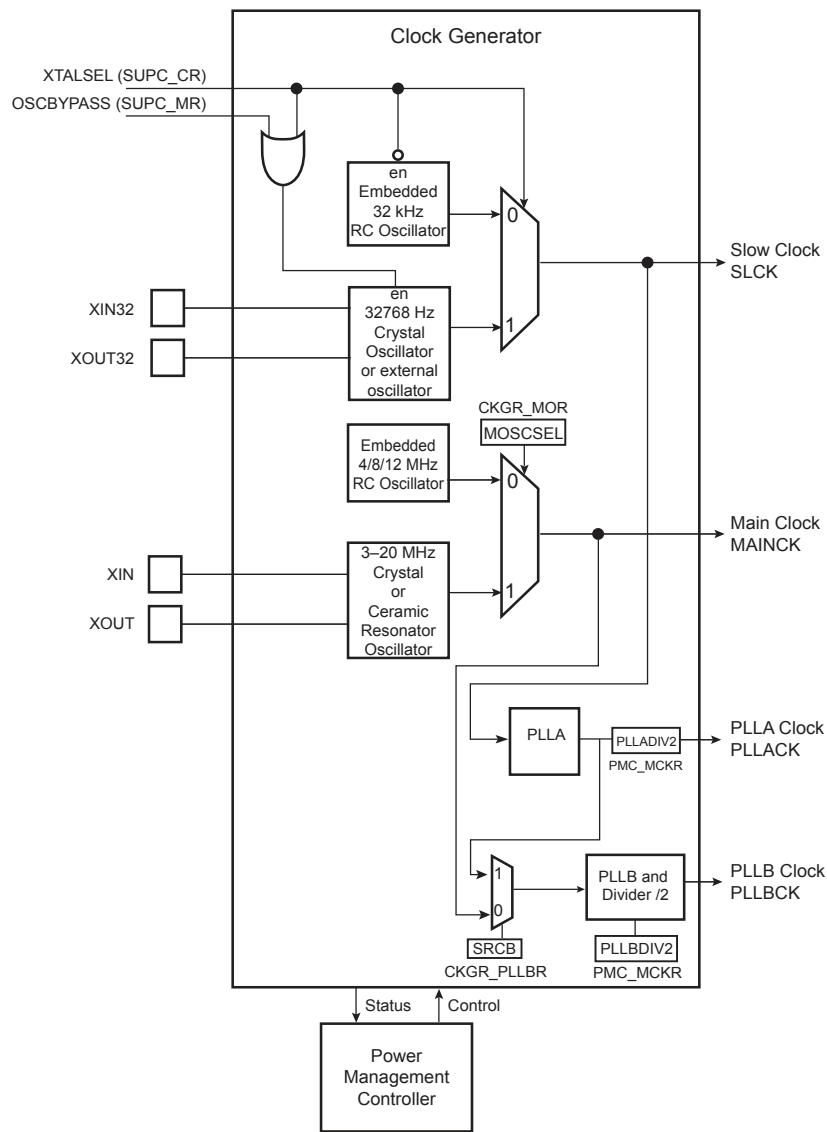 Clock Generator
XTALSEL (SUPC_CR)
OSCBYPASS (SUPC_MR)
en
Embedded
32 kHz
RC Oscillator
0
Slow Clock
SLCK
XIN32
XOUT32
en
32768 Hz
Crystal
Oscillator
or external
oscillator
1
CKGR_MOR
MOSCSEL
Embedded
4/8/12 MHz
RC Oscillator
0
Main Clock
MAINCK
XIN
XOUT
3–20 MHz
Crystal
or
Ceramic
Resonator
Oscillator
1
PLLA
PLLADIV2
PMC_MCKR
PLLA Clock
PLLACK
1
0
SRCB
CKGR_PLLBR
PLLB and
Divider /2
PLLBDIV2
PMC_MCKR
PLLB Clock
PLLBCK
Status
Control
Power
Management
Controller